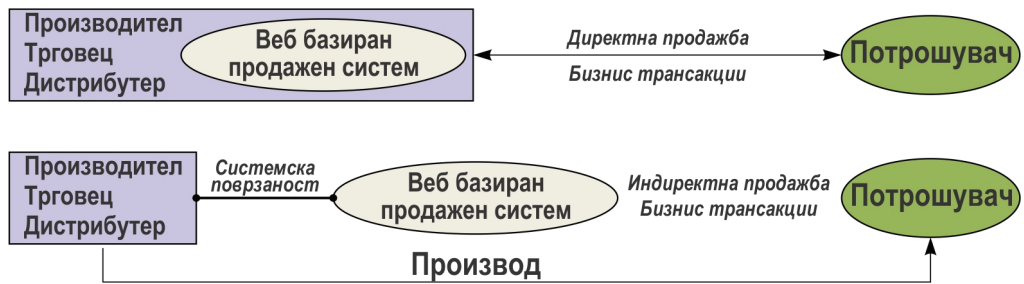 Производител
Трговец
Дистрибутер
Веб базиран
продажен систем
Директна продажба
Бизнис трансакции
Потрошувач
Производител
Трговец
Дистрибутер
Системска
поврзаност
Веб базиран
продажен систем
Индиректна продажба
Бизнис трансакции
Потрошувач
Производ